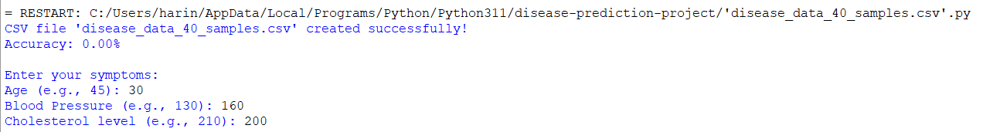 = RESTART: C:/Users/harin/AppData/Local/Programs/Python/Python311/disease-prediction-project/'disease_data_40_samples.csv'.py
CSV file 'disease_data_40_samples.csv' created successfully!
Accuracy: 0.00%
Enter your symptoms:
Age (e.g., 45): 30
Blood Pressure (e.g., 130): 160
Cholesterol level (e.g., 210): 200